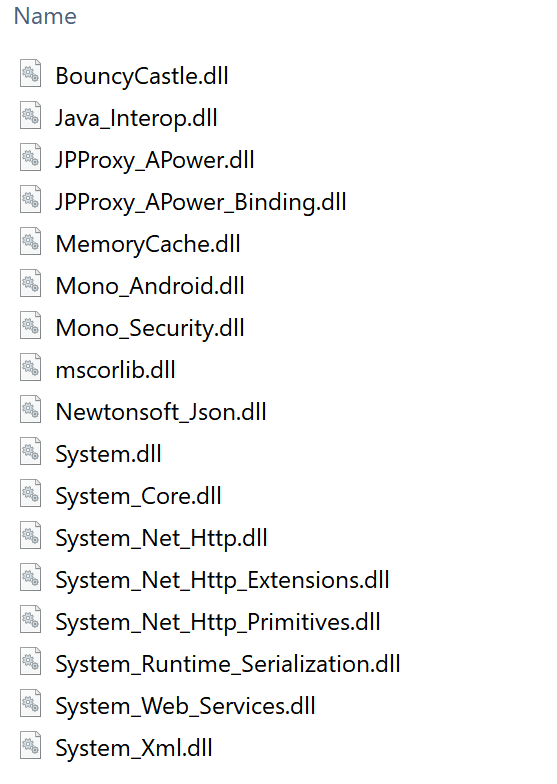 Name
BouncyCastle.dll
Java_Interop.dll
JPProxy_APower.dll
JPProxy_APower_Binding.dll
MemoryCache.dll
Mono_Android.dll
Mono_Security.dll
mscorlib.dll
Newtonsoft_Json.dll
System.dll
System_Core.dll
System_Net_Http.dll
System_Net_Http_Extensions.dll
System_Net_Http_Primitives.dll
System_Runtime_Serialization.dll
System_Web_Services.dll
System_Xml.dll